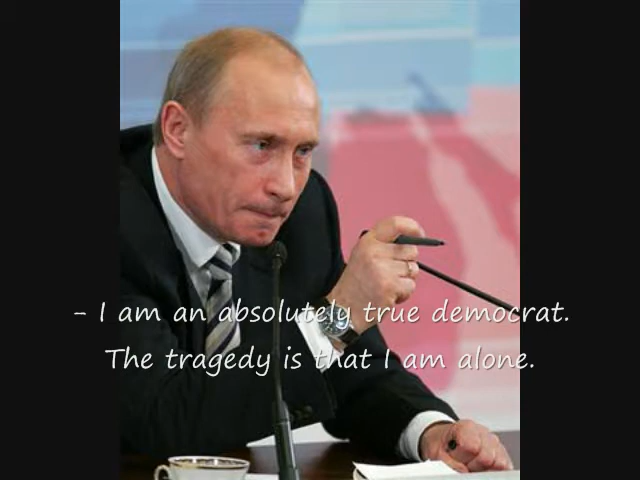 - I am an absolutely true democrat.
The tragedy is that I am alone.